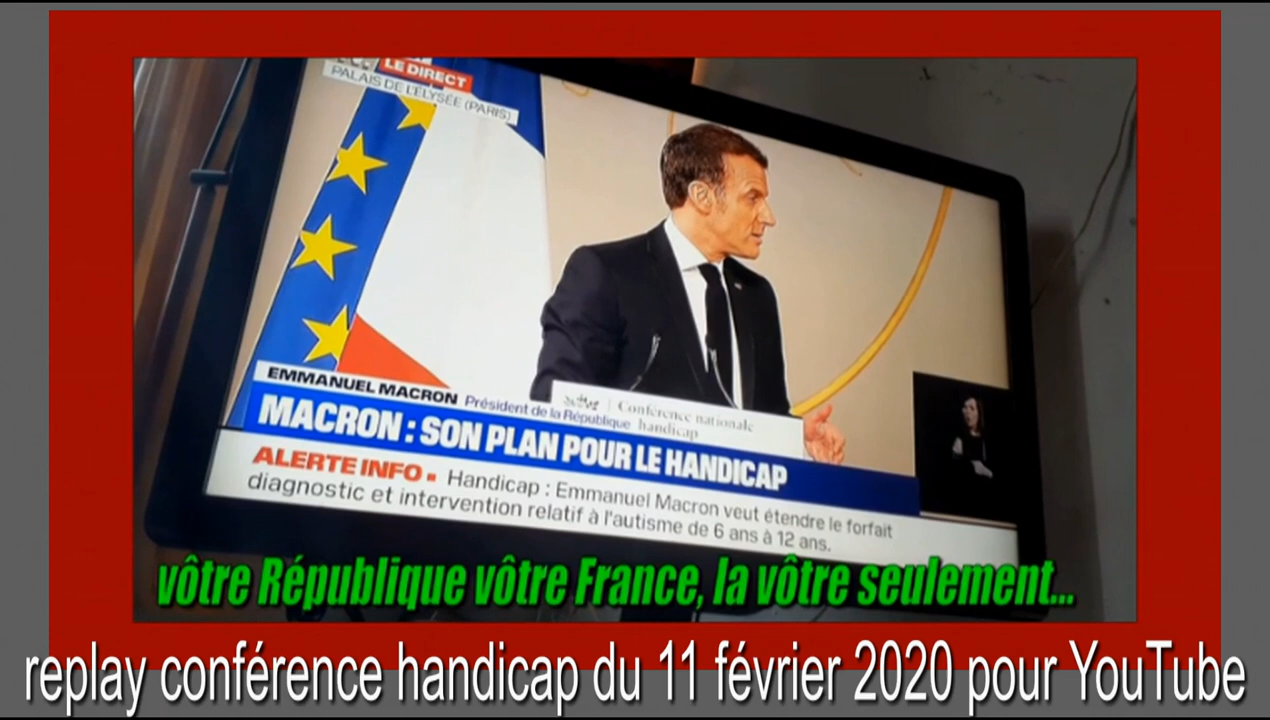 LE DIRECT
PALAIS DE L'ÉLYSÉE (PARIS)
EMMANUEL MACRON Président de la République
Conférence nationale
handicap
MACRON : SON PLAN POUR LE HANDICAP
ALERTE INFO Handicap : Emmanuel Macron veut étendre le forfait
diagnostic et intervention relatif à l'autisme de 6 ans à 12 ans.
vôtre République vôtre France, la vôtre seulement...
replay conférence handicap du 11 février 2020 pour YouTube